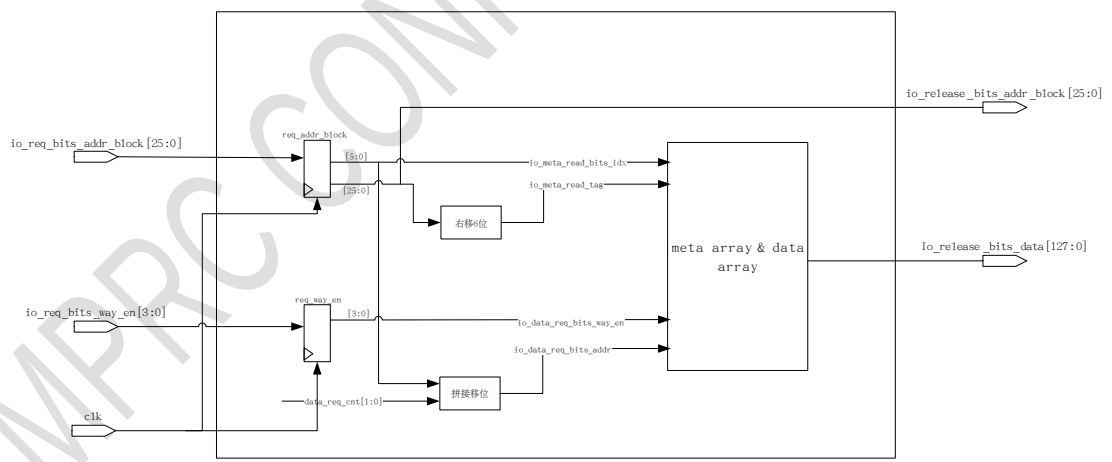 MPRC CONF
io_release_bits_addr_block[25:0]
req_addr_block
io_req_bits_addr_block[25:0]
[5:0]
io_meta_read_bits_idx
[25:0]
io_meta_read_tag
右移6位
meta array & data
array
Io_release_bits_data[127:0]
req_way_en
io_req_bits_way_en[3:0]
[3:0]
io_data_req_bits_way_en
io_data_req_bits_addr
拼接移位
data_req_cnt[1:0]
clk